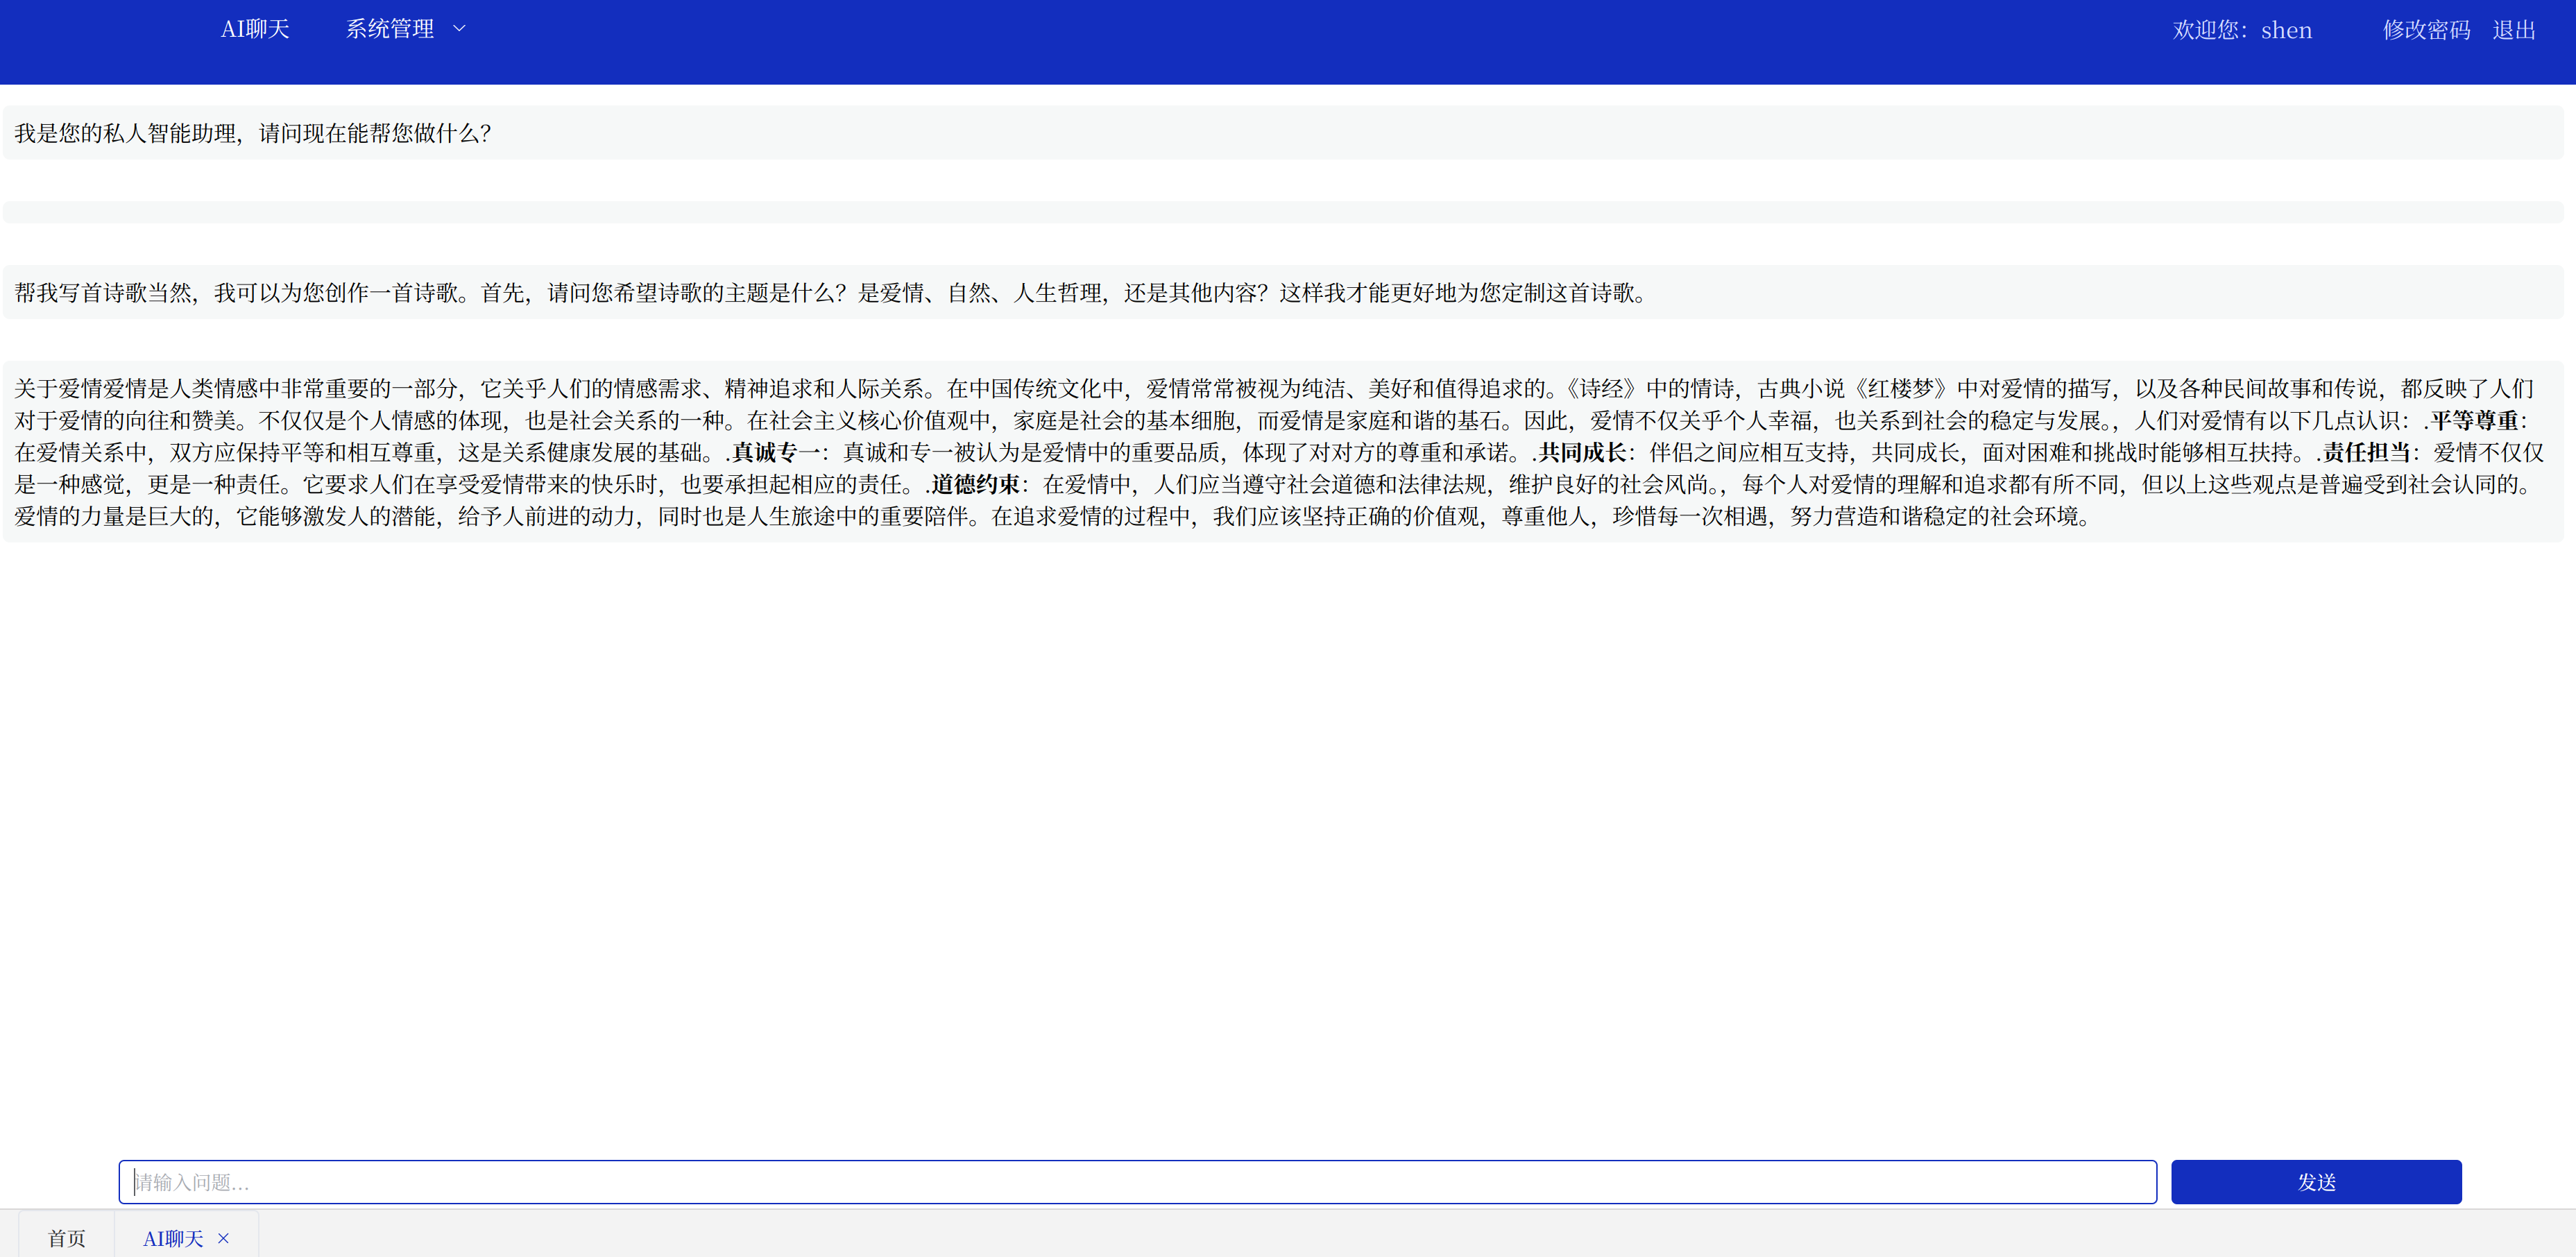 AI聊天 系统管理 欢迎您：shen 修改密码 退出
我是您的私人智能助理，请问现在能帮您做什么？
帮我写首诗歌当然，我可以为您创作一首诗歌。首先，请问您希望诗歌的主题是什么？是爱情、自然、人生哲理，还是其他内容？这样我才能更好地为您定制这首诗歌。
关于爱情爱情是人类情感中非常重要的一部分，它关乎人们的情感需求、精神追求和人际关系。在中国传统文化中，爱情常常被视为纯洁、美好和值得追求的。《诗经》中的情诗，古典小说《红楼梦》中对爱情的描写，以及各种民间故事和传说，都反映了人们
对于爱情的向往和赞美。不仅仅是个人情感的体现，也是社会关系的一种。在社会主义核心价值观中，家庭是社会的基本细胞，而爱情是家庭和谐的基石。因此，爱情不仅关乎个人幸福，也关系到社会的稳定与发展。，人们对爱情有以下几点认识：.平等尊重：
在爱情关系中，双方应保持平等和相互尊重，这是关系健康发展的基础。.真诚专一：真诚和专一被认为是爱情中的重要品质，体现了对对方的尊重和承诺。.共同成长：伴侣之间应相互支持，共同成长，面对困难和挑战时能够相互扶持。.责任担当：爱情不仅仅
是一种感觉，更是一种责任。它要求人们在享受爱情带来的快乐时，也要承担起相应的责任。.道德约束：在爱情中，人们应当遵守社会道德和法律法规，维护良好的社会风尚。，每个人对爱情的理解和追求都有所不同，但以上这些观点是普遍受到社会认同的。
爱情的力量是巨大的，它能够激发人的潜能，给予人前进的动力，同时也是人生旅途中的重要陪伴。在追求爱情的过程中，我们应该坚持正确的价值观，尊重他人，珍惜每一次相遇，努力营造和谐稳定的社会环境。
请输入问题... 发送
首页 AI聊天